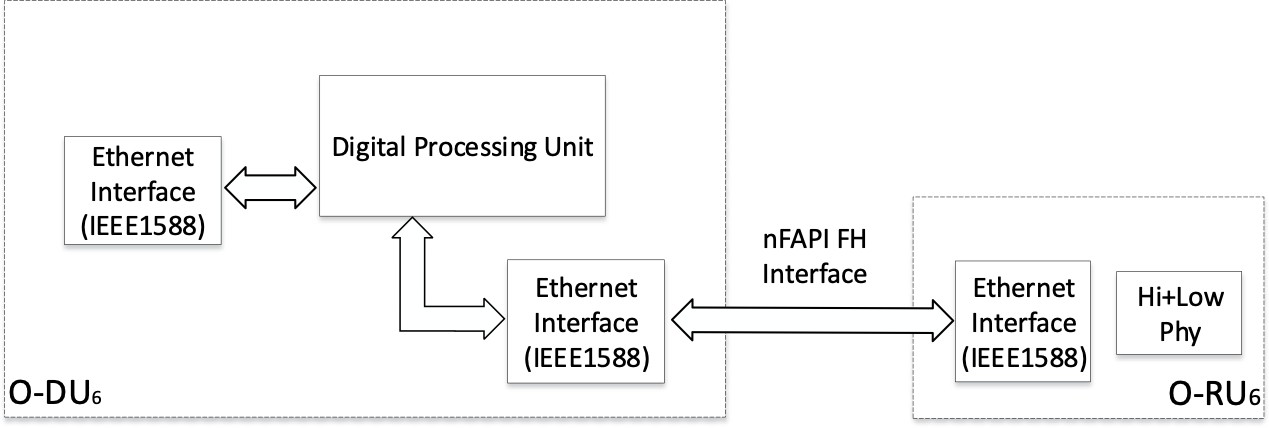 Digital Processing Unit
Ethernet
Interface
(IEEE1588)
nFAPI FH
Interface
Ethernet
Interface
(IEEE1588)
Ethernet
Interface
(IEEE1588)
Hi+Low
Phy
O-DU₆
O-RU₆